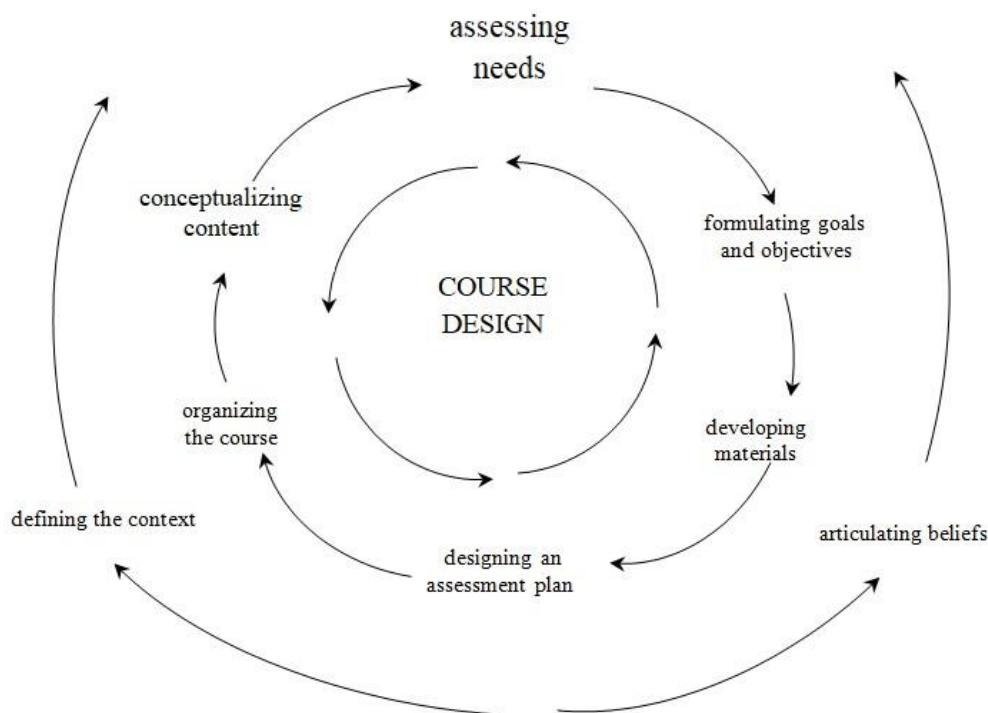 assessing
needs
conceptualizing
content
formulating goals
and objectives
COURSE
DESIGN
organizing
the course
developing
materials
defining the context
articulating beliefs
designing an
assessment plan